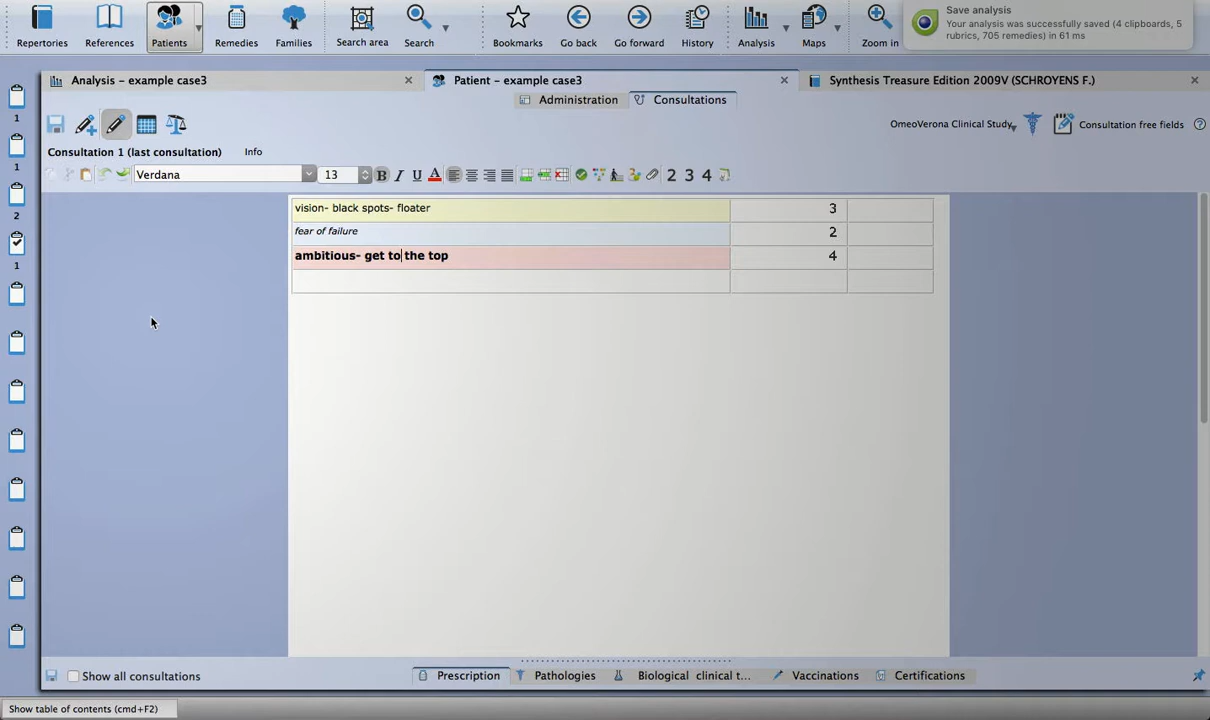 Repertories
References
Patients
Remedies
Families
Search area
Search
Bookmarks
Go back
Go forward
History
Analysis
Maps
Zoom in
Save analysis
Your analysis was successfully saved (4 clipboards, 5
rubrics, 705 remedies) in 61 ms
Analysis - example case3
Patient - example case3
Synthesis Treasure Edition 2009V (SCHROYENS F.)
Administration
Consultations
OmeoVerona Clinical Study
Consultation free fields
Consultation 1 (last consultation)
Info
Verdana
13
B I U A
2 3 4
vision- black spots- floater 3
fear of failure 2
ambitious- get to the top 4
1
1
2
1
Show all consultations
Prescription
Pathologies
Biological clinical t...
Vaccinations
Certifications
Show table of contents (cmd+F2)